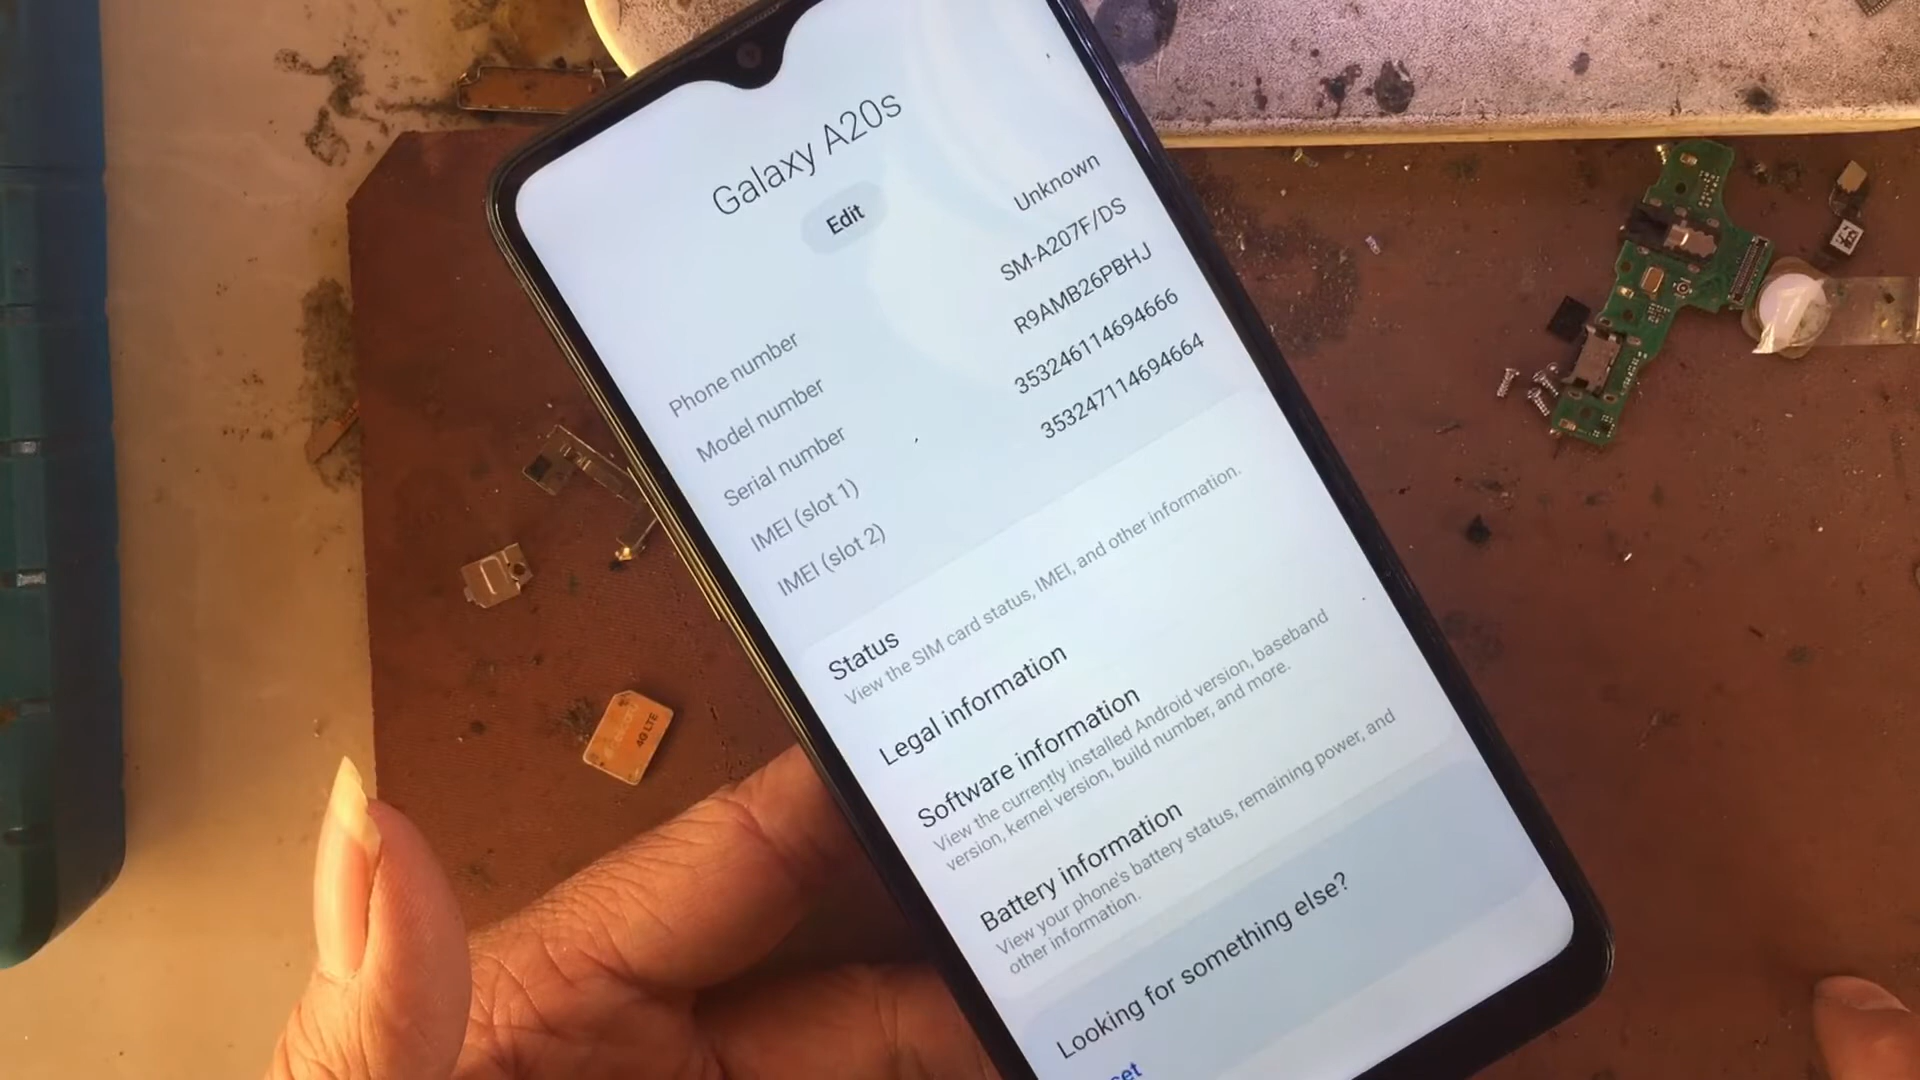 Galaxy A20s
Edit
Phone number Unknown
Model number SM-A207F/DS
Serial number R9AMB26PBHJ
IMEI (slot 1) 353246114694666
IMEI (slot 2) 353247114694664
Status
View the SIM card status, IMEI, and other information.
Legal information
Software information
View the currently installed Android version, baseband
version, kernel version, build number, and more.
Battery information
View your phone's battery status, remaining power, and
other information.
Looking for something else?
4G LTE